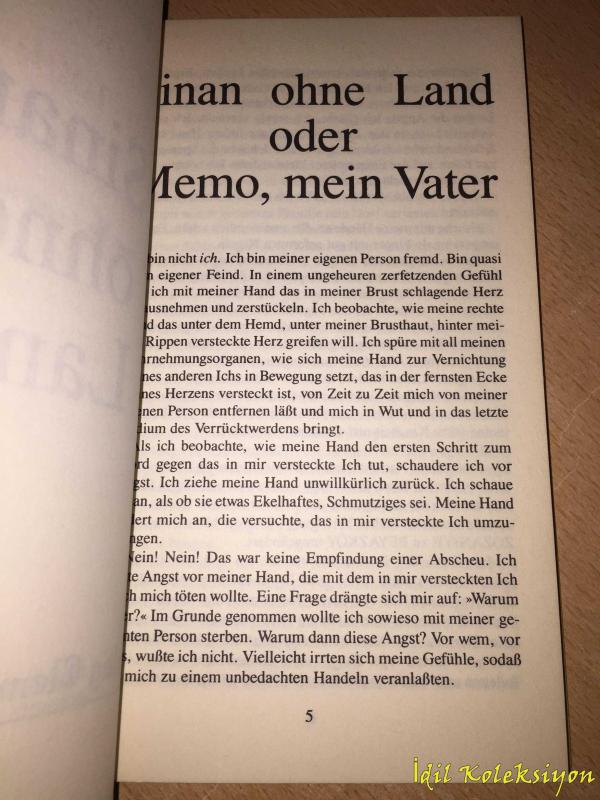 inan ohne Land
oder
Memo, mein Vater
bin nicht ich. Ich bin meiner eigenen Person fremd. Bin quasi
eigener Feind. In einem ungeheuren zerfetzenden Gefühl
ich mit meiner Hand das in meiner Brust schlagende Herz
ausnehmen und zerstückeln. Ich beobachte, wie meine rechte
d das unter dem Hemd, unter meiner Brusthaut, hinter mei-
Rippen versteckte Herz greifen will. Ich spüre mit all meinen
rnehmungsorganen, wie sich meine Hand zur Vernichtung
nes anderen Ichs in Bewegung setzt, das in der fernsten Ecke
nes Herzens versteckt ist, von Zeit zu Zeit mich von meiner
enen Person entfernen läßt und mich in Wut und in das letzte
dium des Verrücktwerdens bringt.
Als ich beobachte, wie meine Hand den ersten Schritt zum
ord gegen das in mir versteckte Ich tut, schaudere ich vor
gst. Ich ziehe meine Hand unwillkürlich zurück. Ich schaue
an, als ob sie etwas Ekelhaftes, Schmutziges sei. Meine Hand
dert mich an, die versuchte, das in mir versteckte Ich umzu-
ngen.
Nein! Nein! Das war keine Empfindung einer Abscheu. Ich
te Angst vor meiner Hand, die mit dem in mir versteckten Ich
h mich töten wollte. Eine Frage drängte sich mir auf: »Warum
er?« Im Grunde genommen wollte ich sowieso mit meiner ge-
nten Person sterben. Warum dann diese Angst? Vor wem, vor
s, wußte ich nicht. Vielleicht irrten sich meine Gefühle, sodaß
mich zu einem unbedachten Handeln veranlaßten.
5
İdil Koleksiyon